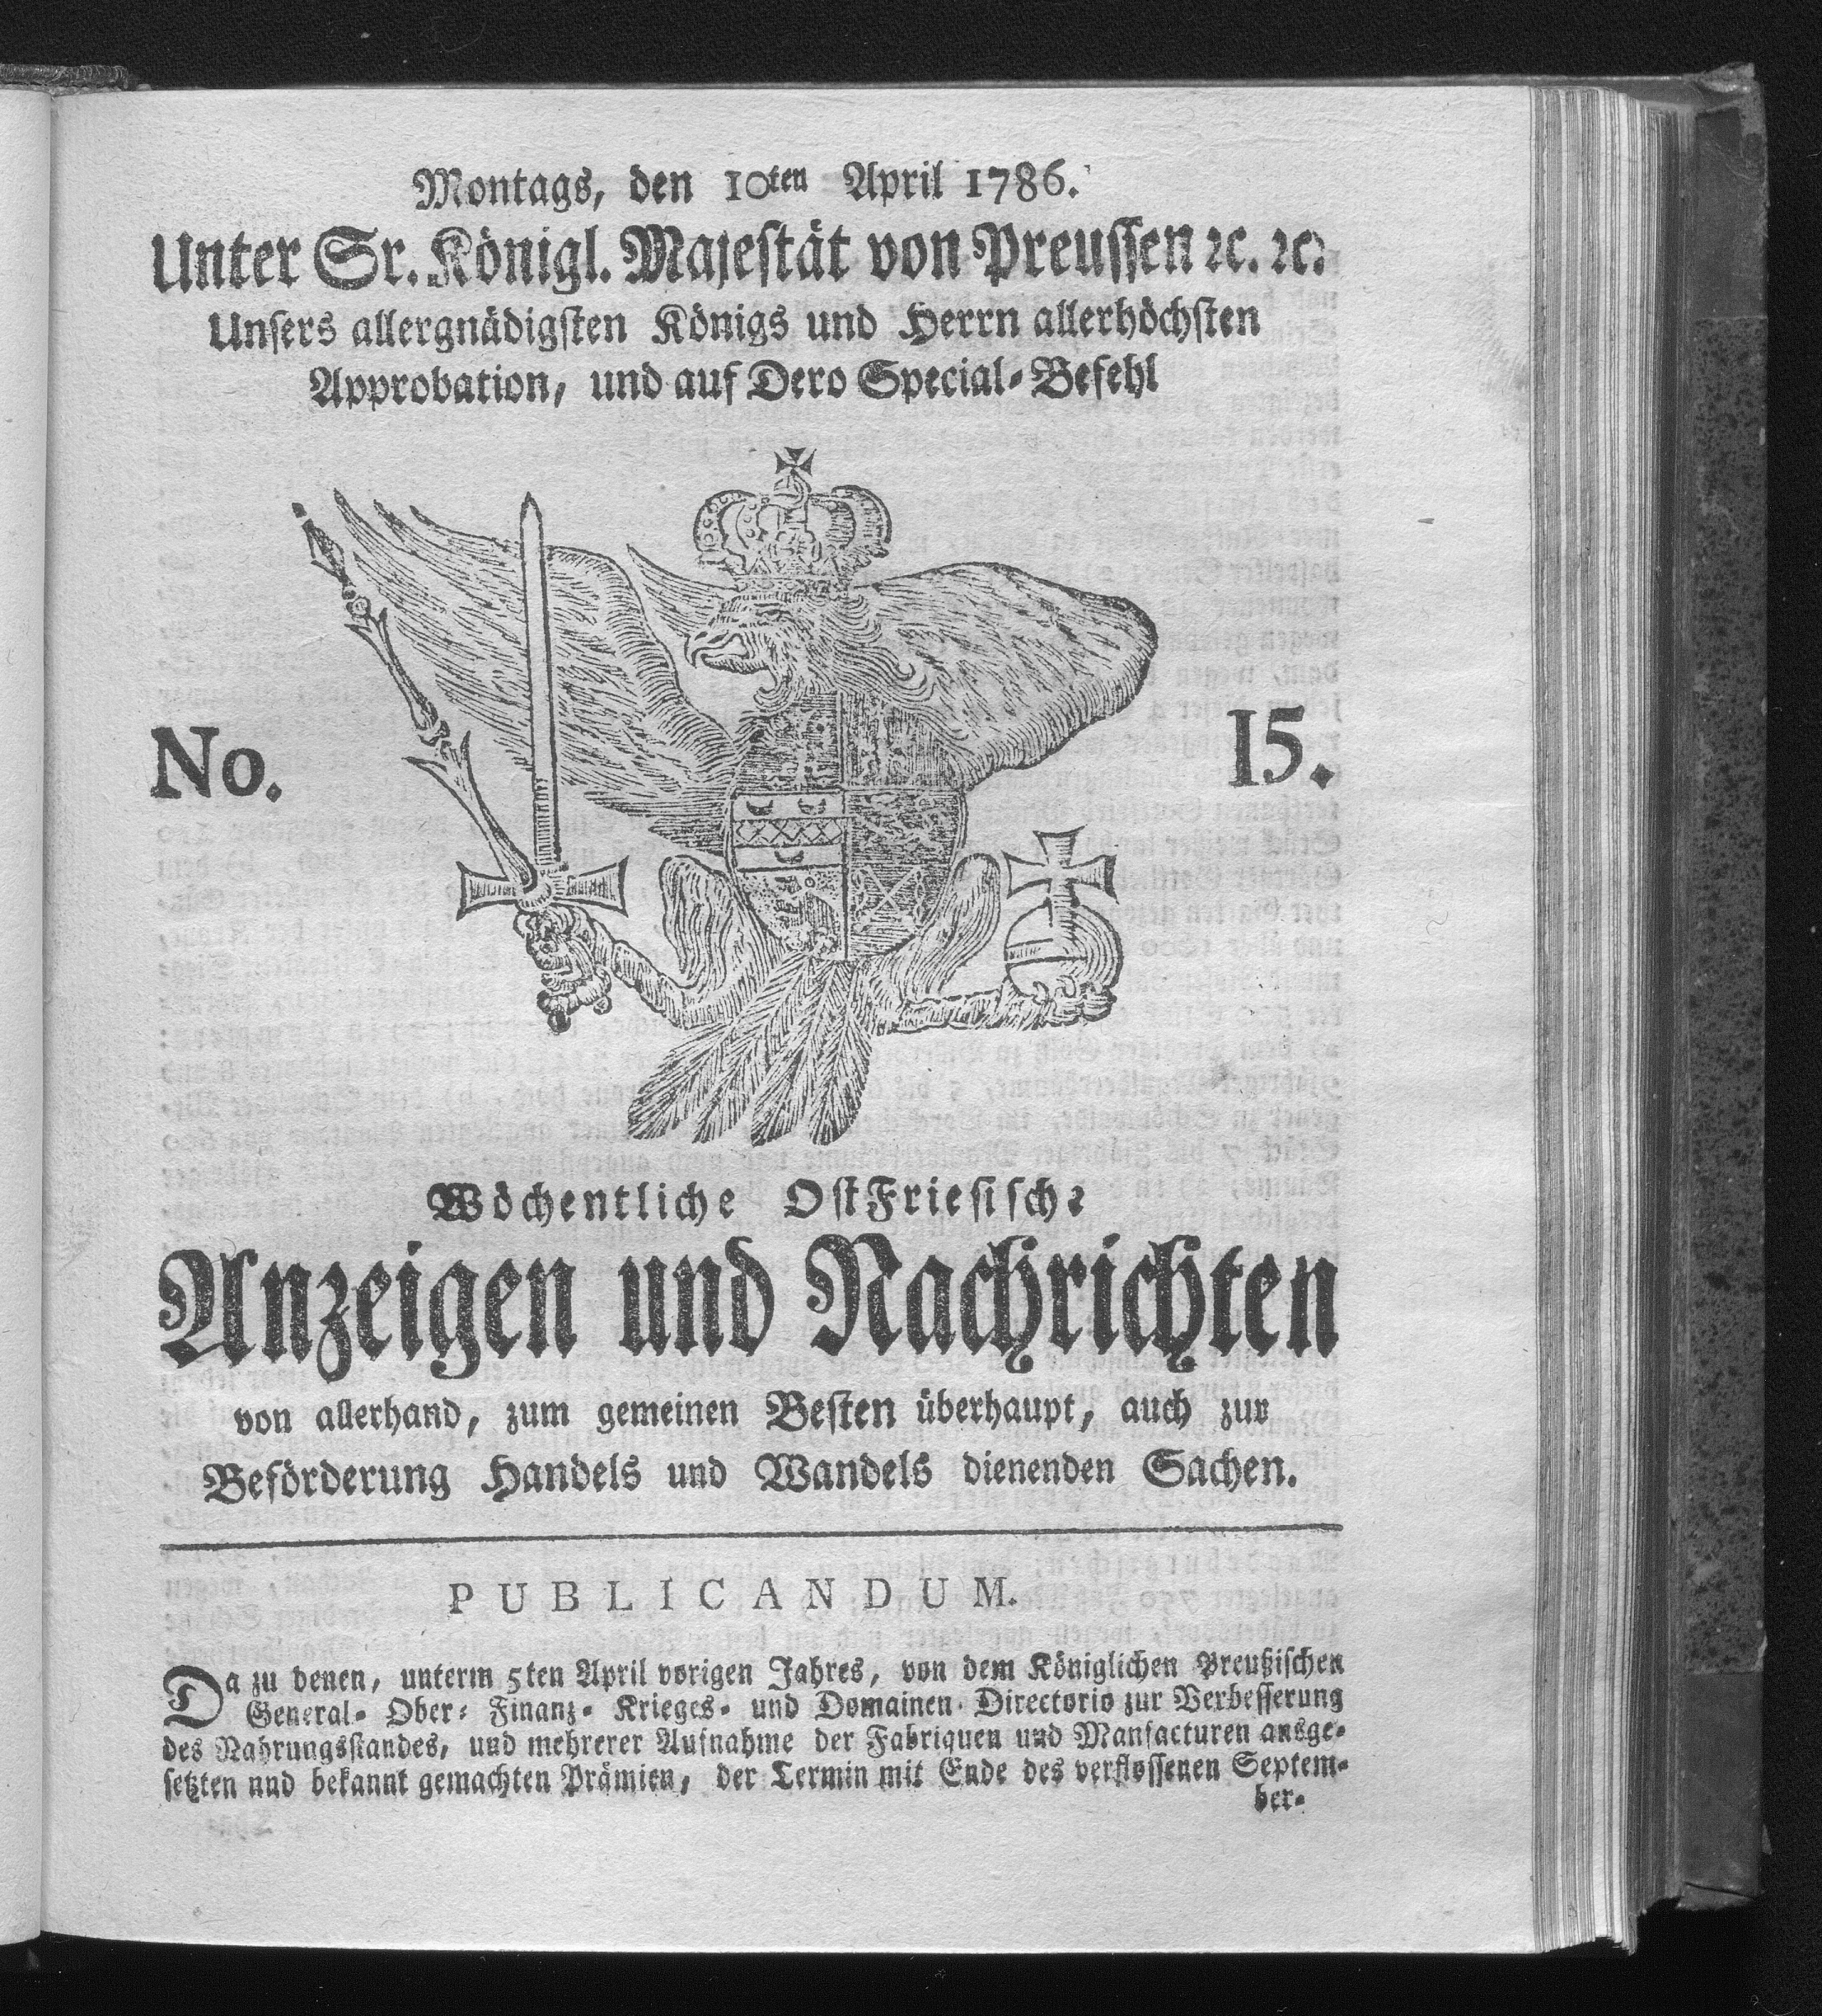 Montags, den 10ten April 1786.
Unter Sr. Königl. Majestät von Preussen ꝛc. ꝛc.
Unsers allergnädigsten Königs und Herrn allerhöchsten
Approbation, und auf Dero Special-Befehl
No. 15.
Wöchentliche OstFriesische
Anzeigen und Nachrichten
von allerhand, zum gemeinen Besten überhaupt, auch zur
Beförderung Handels und Wandels dienenden Sachen.
PUBLICANDUM.
Da zu denen, unterm 5ten April vorigen Jahres, von dem Königlichen Preußischen
General- Ober- Finanz- Krieges- und Domainen- Directorio zur Verbesserung
des Nahrungsstandes, und mehrerer Aufnahme der Fabriquen und Manfacturen ausge-
setzten und bekannt gemachten Prämien, der Termin mit Ende des verflossenen Septem-
ber-